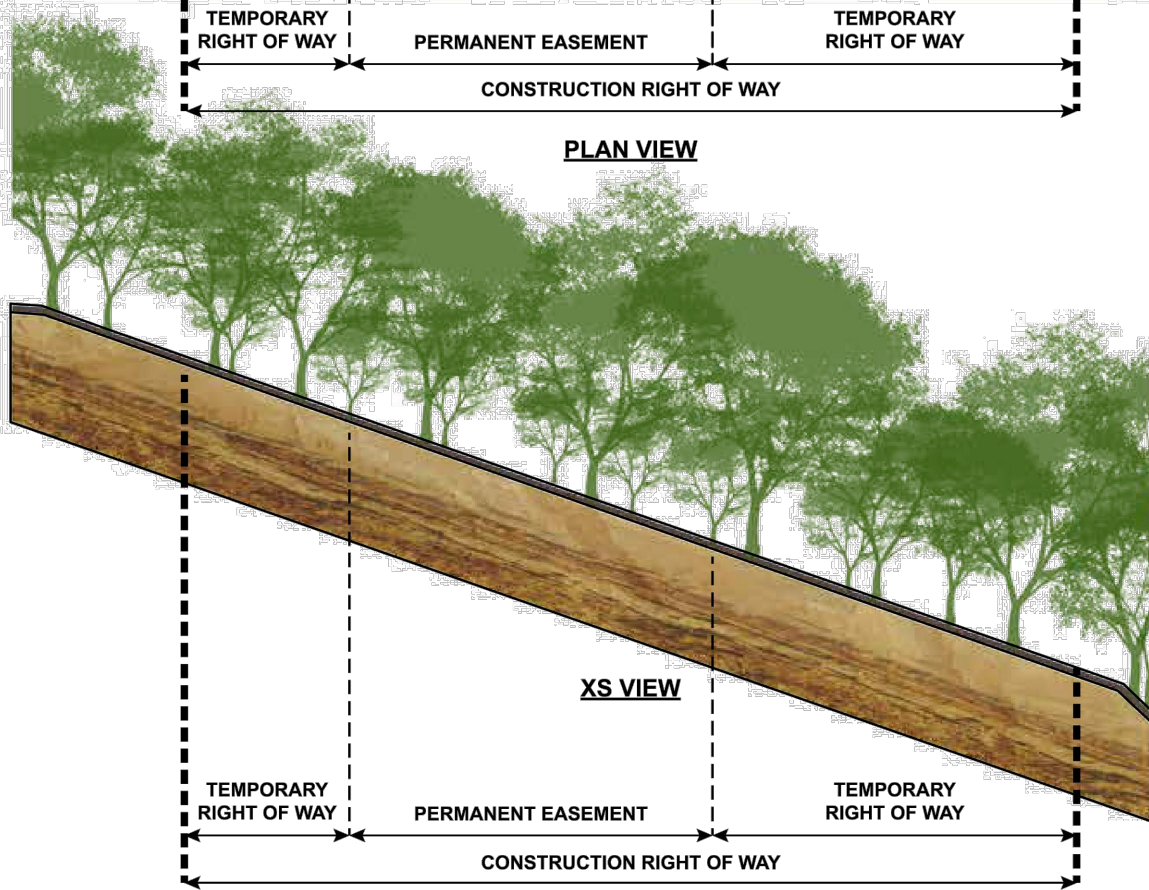 TEMPORARY
RIGHT OF WAY
PERMANENT EASEMENT
TEMPORARY
RIGHT OF WAY
CONSTRUCTION RIGHT OF WAY
PLAN VIEW
XS VIEW
TEMPORARY
RIGHT OF WAY
PERMANENT EASEMENT
TEMPORARY
RIGHT OF WAY
CONSTRUCTION RIGHT OF WAY